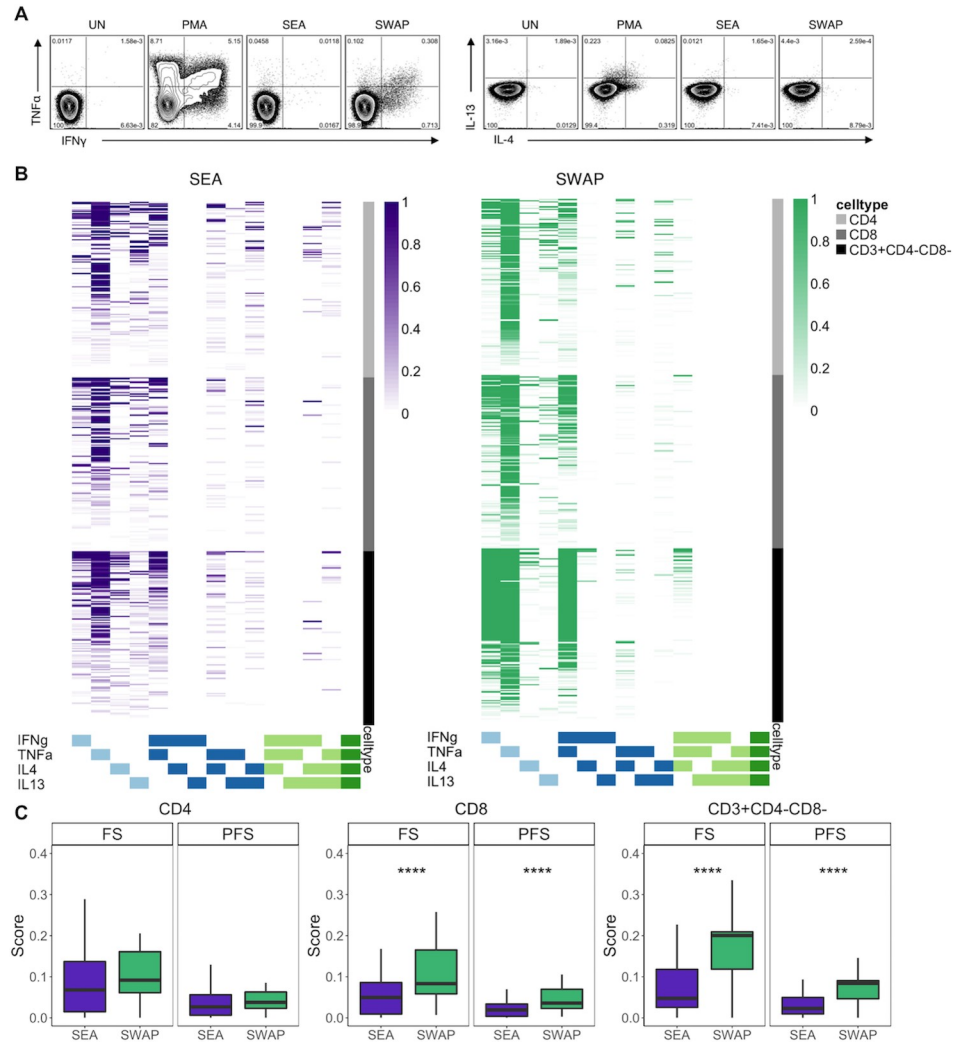 A
UN PMA SEA SWAP UN PMA SEA SWAP
0.0117 1.58e-3 8.71 5.15 0.0458 0.0118 0.102 0.308 3.16e-3 1.89e-3 0.223 0.0825 0.0121 1.65e-3 4.4e-3 2.59e-4
TNFα IL-13
100 6.63e-3 82 4.14 99.9 0.0167 98.9 0.713 100 0.0129 99.4 0.319 100 7.41e-3 100 8.79e-3
IFNγ IL-4
B
SEA SWAP
1 1 celltype
CD4
0.8 0.8 CD8
CD3+CD4-CD8-
0.6 0.6
0.4 0.4
0.2 0.2
0 0
celltype celltype
IFNg IFNg
TNFa TNFa
IL4 IL4
IL13 IL13
C
CD4 CD8 CD3+CD4-CD8-
FS PFS FS PFS FS PFS
0.4 0.4 0.4
**** **** **** ****
0.3 0.3 0.3
Score Score Score
0.2 0.2 0.2
0.1 0.1 0.1
0.0 0.0 0.0
SEA SWAP SEA SWAP SEA SWAP SEA SWAP SEA SWAP SEA SWAP